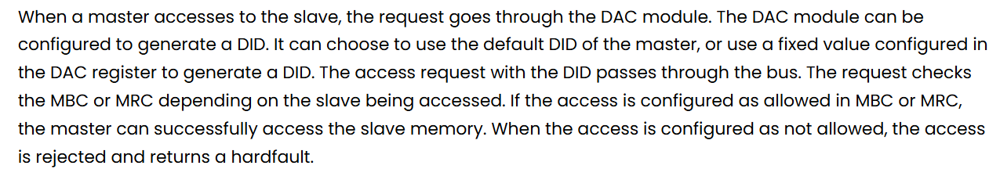 When a master accesses to the slave, the request goes through the DAC module. The DAC module can be
configured to generate a DID. It can choose to use the default DID of the master, or use a fixed value configured in
the DAC register to generate a DID. The access request with the DID passes through the bus. The request checks
the MBC or MRC depending on the slave being accessed. If the access is configured as allowed in MBC or MRC,
the master can successfully access the slave memory. When the access is configured as not allowed, the access
is rejected and returns a hardfault.